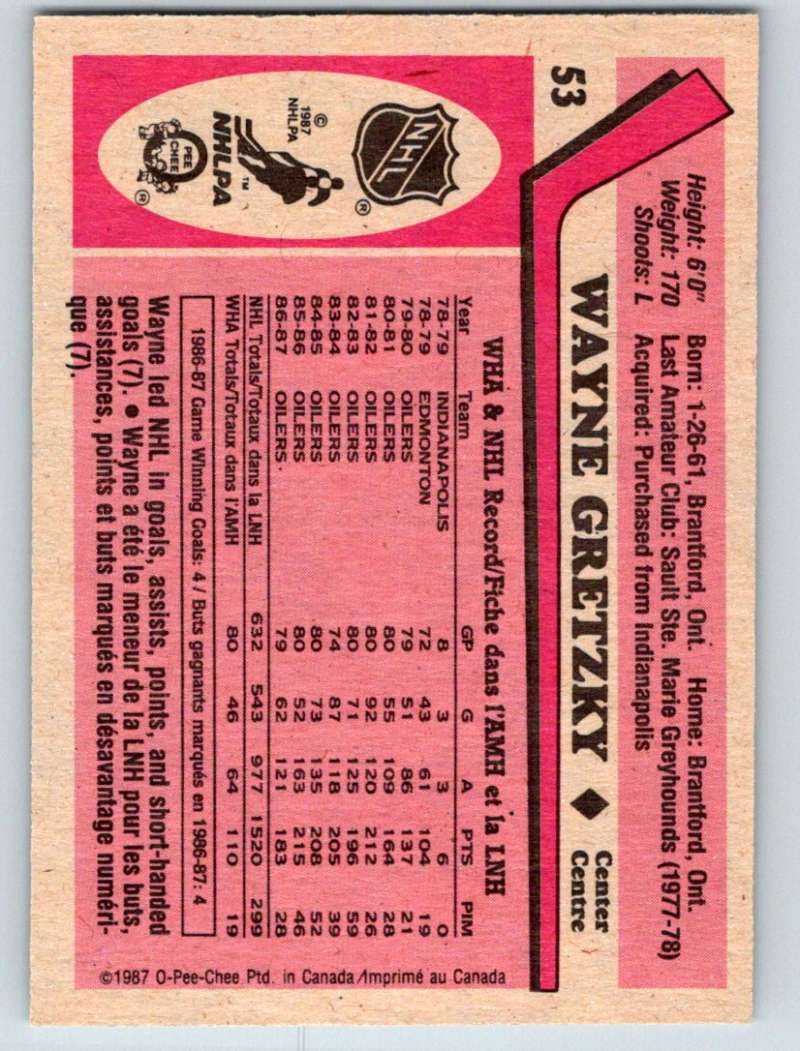 53
Height: 6'0" Born: 1-26-61, Brantford, Ont. Home: Brantford, Ont.
Weight: 170 Last Amateur Club: Sault Ste. Marie Greyhounds (1977-78)
Shoots: L Acquired: Purchased from Indianapolis
WAYNE GRETZKY ◆ Center
Centre
NHL
®
© 1987 NHLPA
NHLPA
™
O PEE CHEE
®
WHA & NHL Record/Fiche dans l'AMH et la LNH
Year Team GP G A PTS PIM
78-79 INDIANAPOLIS 8 3 3 6 0
78-79 EDMONTON 72 43 61 104 19
79-80 OILERS 79 51 86 137 21
80-81 OILERS 80 55 109 164 28
81-82 OILERS 80 92 120 212 26
82-83 OILERS 80 71 125 196 59
83-84 OILERS 74 87 118 205 39
84-85 OILERS 80 73 135 208 52
85-86 OILERS 80 52 163 215 46
86-87 OILERS 79 62 121 183 28
NHL Totals/Totaux dans la LNH 632 543 977 1520 299
WHA Totals/Totaux dans l'AMH 80 46 64 110 19
1986-87 Game Winning Goals: 4 / Buts gagnants marqués en 1986-87: 4
Wayne led NHL in goals, assists, points, and short-handed
goals (7). ● Wayne a été le meneur de la LNH pour les buts,
assistances, points et buts marqués en désavantage numéri-
que (7).
©1987 O-Pee-Chee Ptd. in Canada/Imprimé au Canada